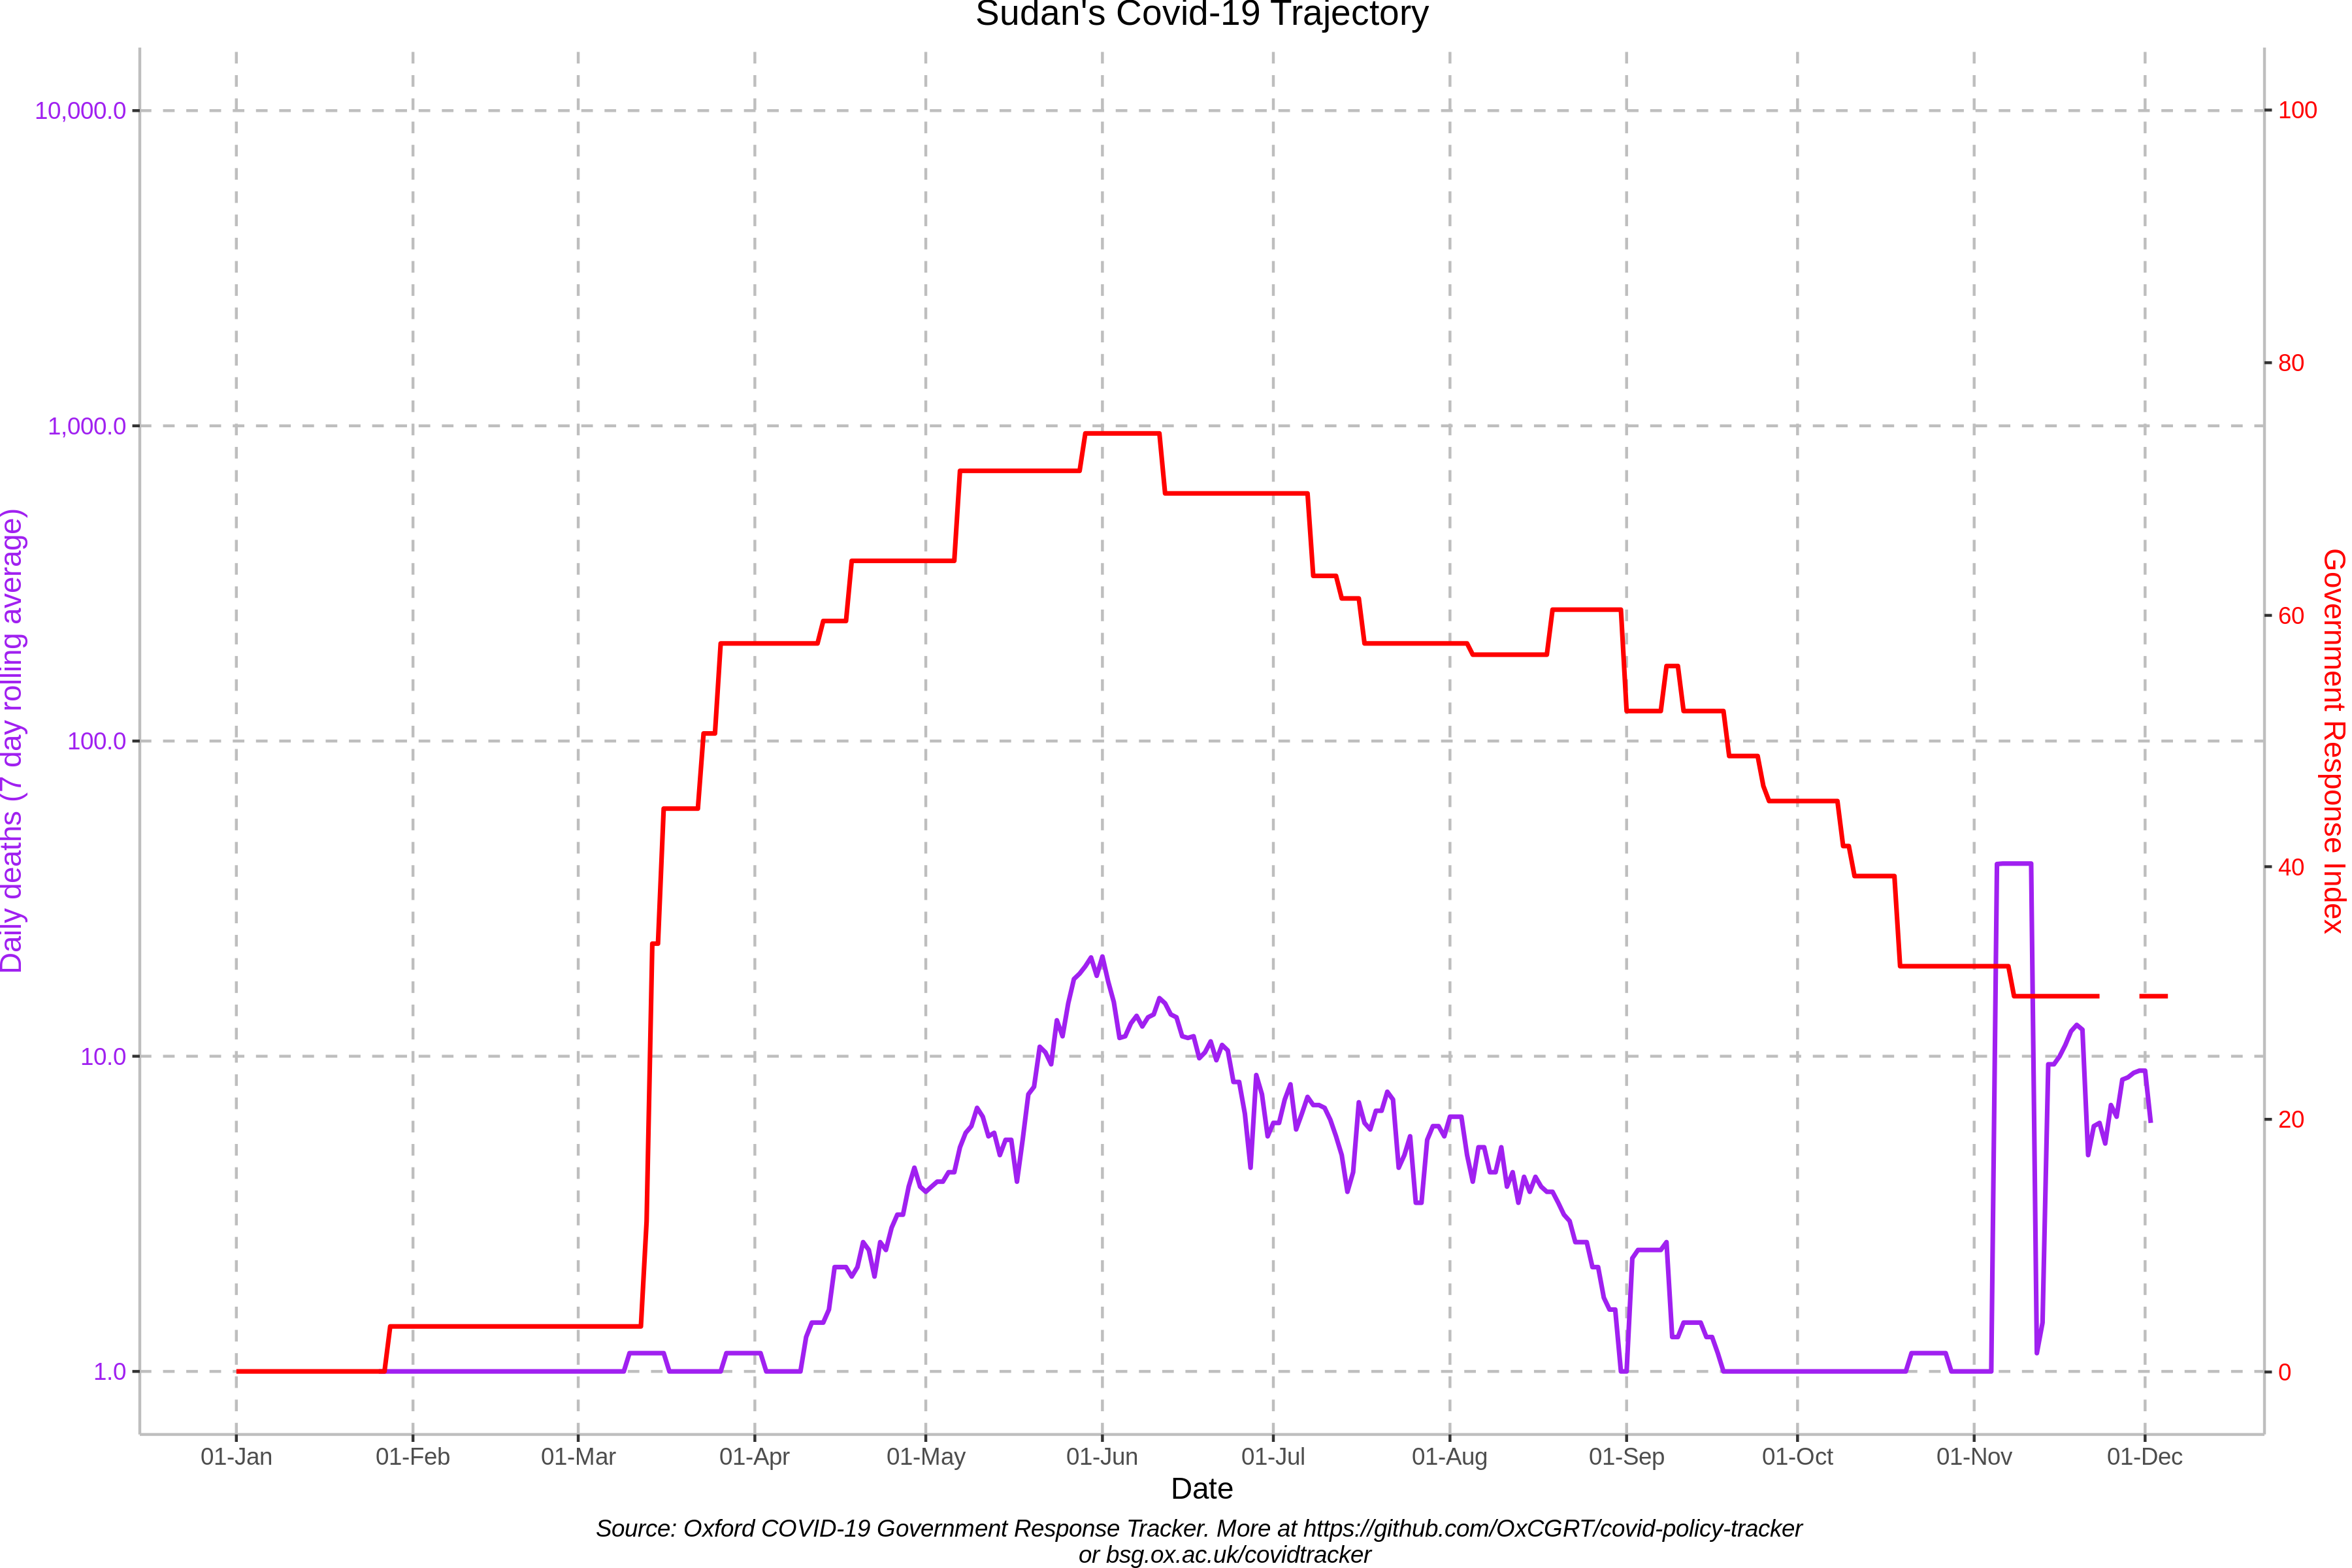 Sudan's Covid-19 Trajectory
10,000.0
1,000.0
100.0
10.0
1.0
Daily deaths (7 day rolling average)
100
80
60
40
20
0
Government Response Index
01-Jan
01-Feb
01-Mar
01-Apr
01-May
01-Jun
01-Jul
01-Aug
01-Sep
01-Oct
01-Nov
01-Dec
Date
Source: Oxford COVID-19 Government Response Tracker. More at https://github.com/OxCGRT/covid-policy-tracker
or bsg.ox.ac.uk/covidtracker